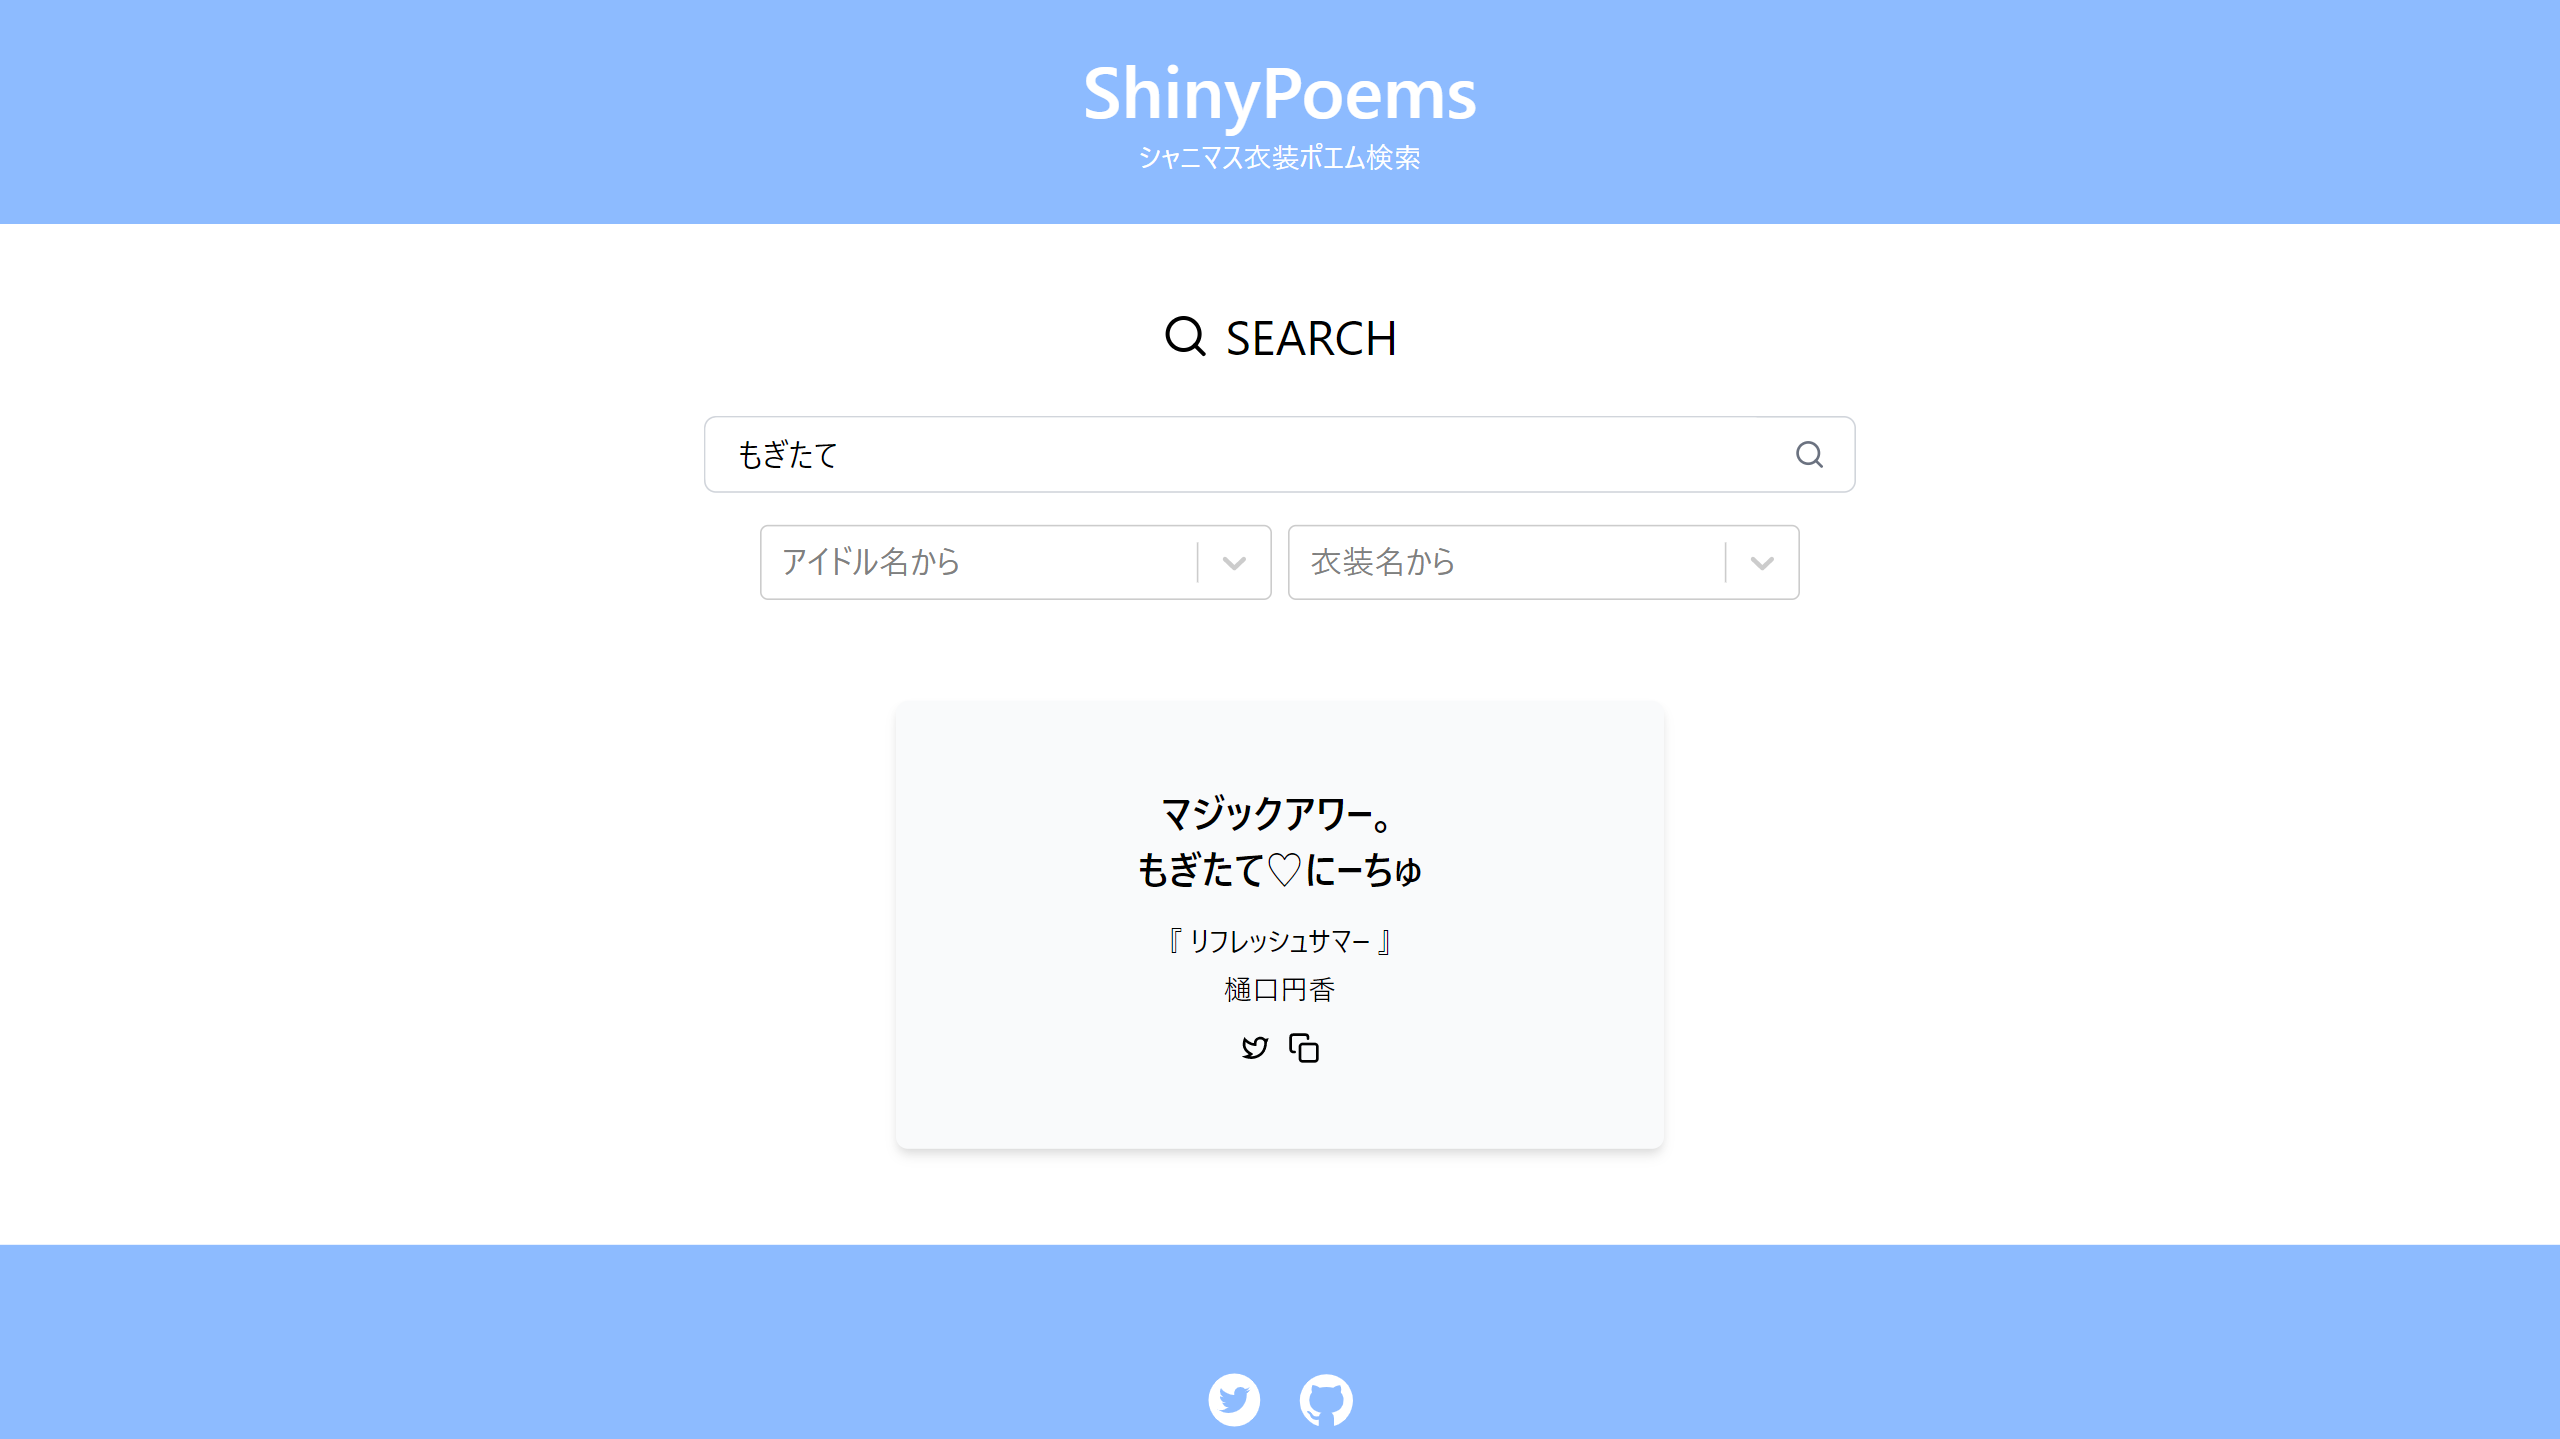 ShinyPoems
シャニマス衣装ポエム検索
SEARCH
もぎたて
アイドル名から
衣装名から
マジックアワー。
もぎたて♡にーちゅ
『 リフレッシュサマー 』
樋口円香